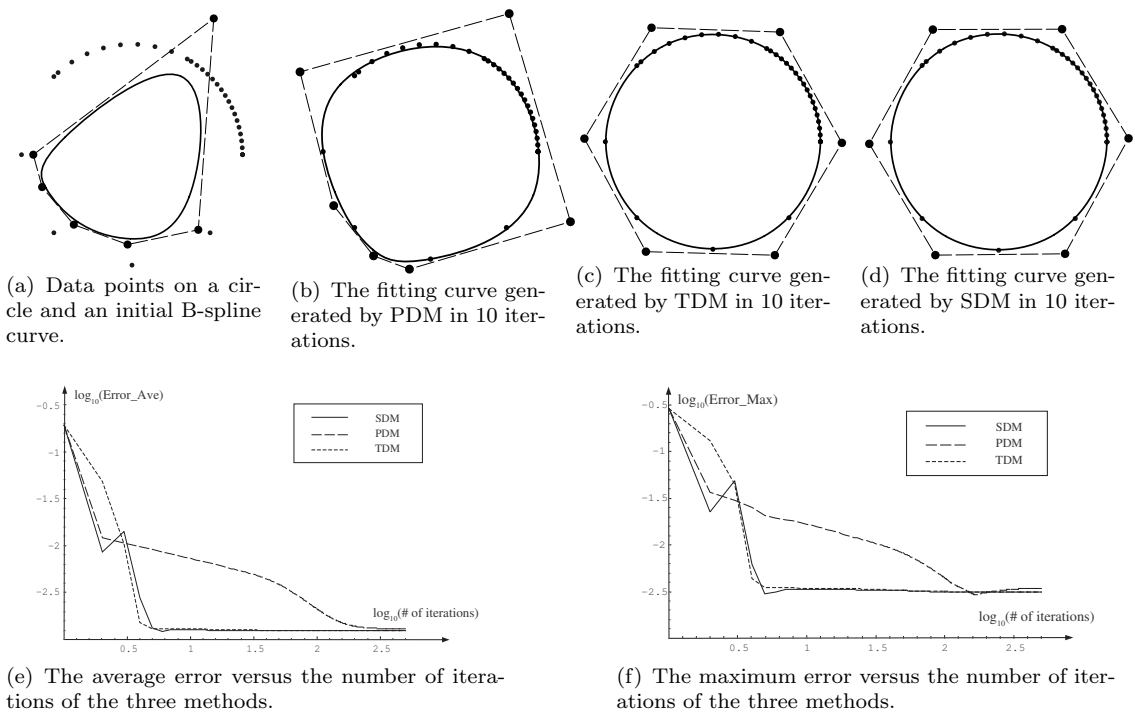 (a) Data points on a cir-
cle and an initial B-spline
curve.
(b) The fitting curve gen-
erated by PDM in 10 iter-
ations.
(c) The fitting curve gen-
erated by TDM in 10 iter-
ations.
(d) The fitting curve gen-
erated by SDM in 10 iter-
ations.
log10(Error_Ave)
SDM
PDM
TDM
-0.5
-1
-1.5
-2
-2.5
log10(# of iterations)
0.5 1 1.5 2 2.5
(e) The average error versus the number of itera-
tions of the three methods.
log10(Error_Max)
SDM
PDM
TDM
-0.5
-1
-1.5
-2
-2.5
log10(# of iterations)
0.5 1 1.5 2 2.5
(f) The maximum error versus the number of iter-
ations of the three methods.